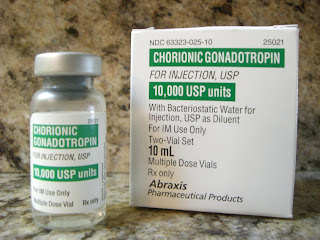 25021
CHORIONIC
GONADOTROPIN
FOR INJECTION, USP
10,000 USP units
For IM Use Only
Multiple Dose Vial
Rx only
NDC 63323-025-10
25021
CHORIONIC GONADOTROPIN
FOR INJECTION, USP
10,000 USP units
With Bacteriostatic Water for
Injection, USP as Diluent
For IM Use Only
Two-Vial Set
10 mL
Multiple Dose Vials
Rx only
Abraxis
Pharmaceutical Products